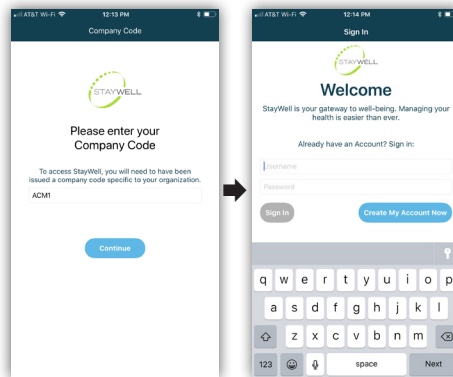 AT&T Wi-Fi 12:13 PM
Company Code
STAYWELL
Please enter your
Company Code
To access StayWell, you will need to have been
issued a company code specific to your organization.
ACM1
Continue
AT&T Wi-Fi 12:14 PM
Sign In
STAYWELL
Welcome
StayWell is your gateway to well-being. Managing your
health is easier than ever.
Already have an Account? Sign in:
Username
Password
Sign In Create My Account Now
q w e r t y u i o p
a s d f g h j k l
z x c v b n m
123 space Next